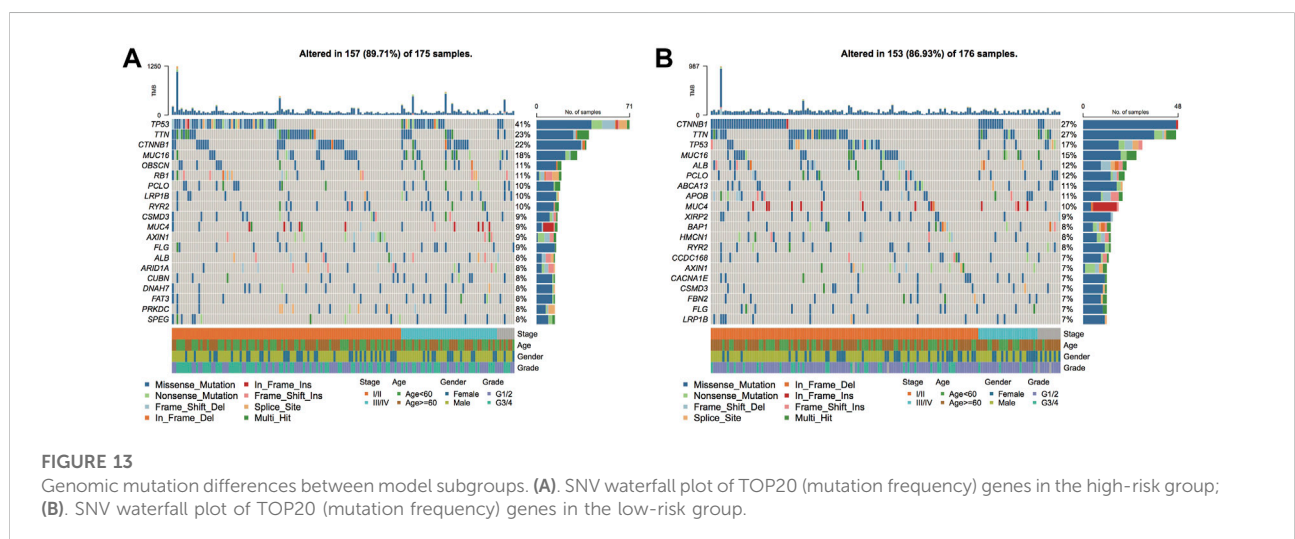 A
Altered in 157 (89.71%) of 175 samples.
1250
TMB
0
0 71
No. of samples
TP53 41%
TTN 23%
CTNNB1 22%
MUC16 18%
OBSCN 11%
RB1 11%
PCLO 10%
LRP1B 10%
RYR2 10%
CSMD3 9%
MUC4 9%
AXIN1 9%
FLG 9%
ALB 8%
ARID1A 8%
CUBN 8%
DNAH7 8%
FAT3 8%
PRKDC 8%
SPEG 8%
Stage
Age
Gender
Grade
Missense_Mutation In_Frame_Ins
Nonsense_Mutation Frame_Shift_Ins
Frame_Shift_Del Splice_Site
In_Frame_Del Multi_Hit
Stage Age Gender Grade
I/II Age<60 Female G1/2
III/IV Age>=60 Male G3/4
B
Altered in 153 (86.93%) of 176 samples.
987
TMB
0
0 48
No. of samples
CTNNB1 27%
TTN 27%
TP53 17%
MUC16 15%
ALB 12%
PCLO 12%
ABCA13 11%
APOB 11%
MUC4 10%
XIRP2 9%
BAP1 8%
HMCN1 8%
RYR2 8%
CCDC168 7%
AXIN1 7%
CACNA1E 7%
CSMD3 7%
FBN2 7%
FLG 7%
LRP1B 7%
Stage
Age
Gender
Grade
Missense_Mutation In_Frame_Del
Nonsense_Mutation In_Frame_Ins
Frame_Shift_Del Frame_Shift_Ins
Splice_Site Multi_Hit
Stage Age Gender Grade
I/II Age<60 Female G1/2
III/IV Age>=60 Male G3/4
FIGURE 13
Genomic mutation differences between model subgroups. (A). SNV waterfall plot of TOP20 (mutation frequency) genes in the high-risk group;
(B). SNV waterfall plot of TOP20 (mutation frequency) genes in the low-risk group.